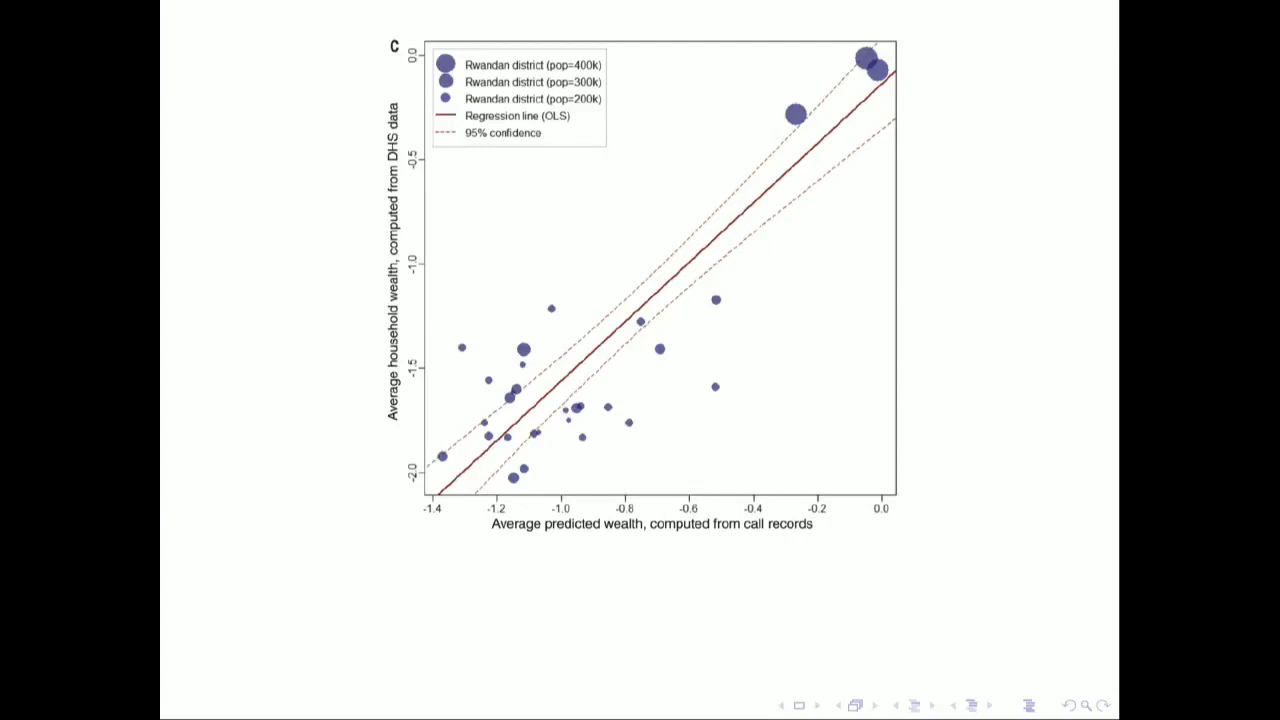 C
Rwandan district (pop=400k)
Rwandan district (pop=300k)
Rwandan district (pop=200k)
Regression line (OLS)
95% confidence
Average household wealth, computed from DHS data
0.0
-0.5
-1.0
-1.5
-2.0
-1.4 -1.2 -1.0 -0.8 -0.6 -0.4 -0.2 0.0
Average predicted wealth, computed from call records